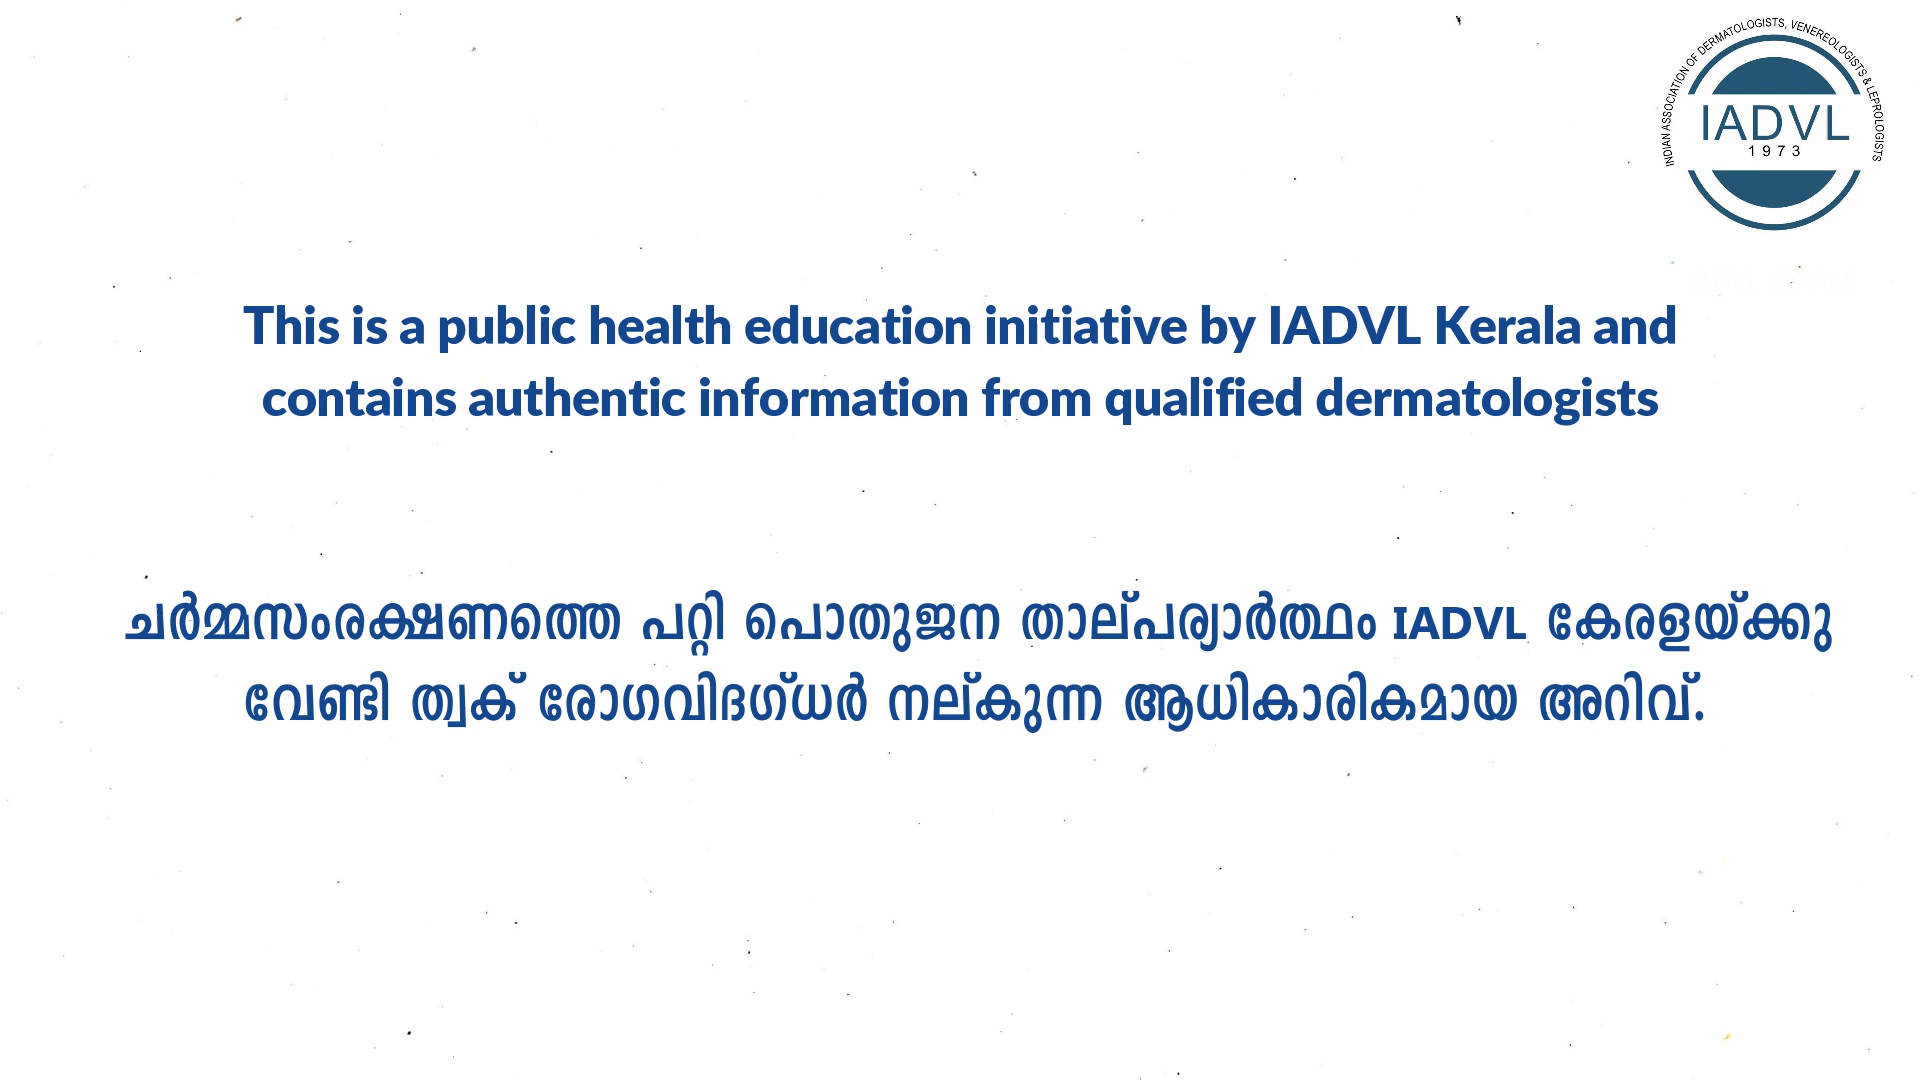 INDIAN ASSOCIATION OF DERMATOLOGISTS, VENEREOLOGISTS & LEPROLOGISTS
IADVL
1973
This is a public health education initiative by IADVL Kerala and
contains authentic information from qualified dermatologists
ചർമ്മസംരക്ഷണത്തെ പറ്റി പൊതുജന താല്പര്യാർത്ഥം IADVL കേരളയ്ക്കു
വേണ്ടി ത്വക് രോഗവിദഗ്ധർ നല്കുന്ന ആധികാരികമായ അറിവ്.